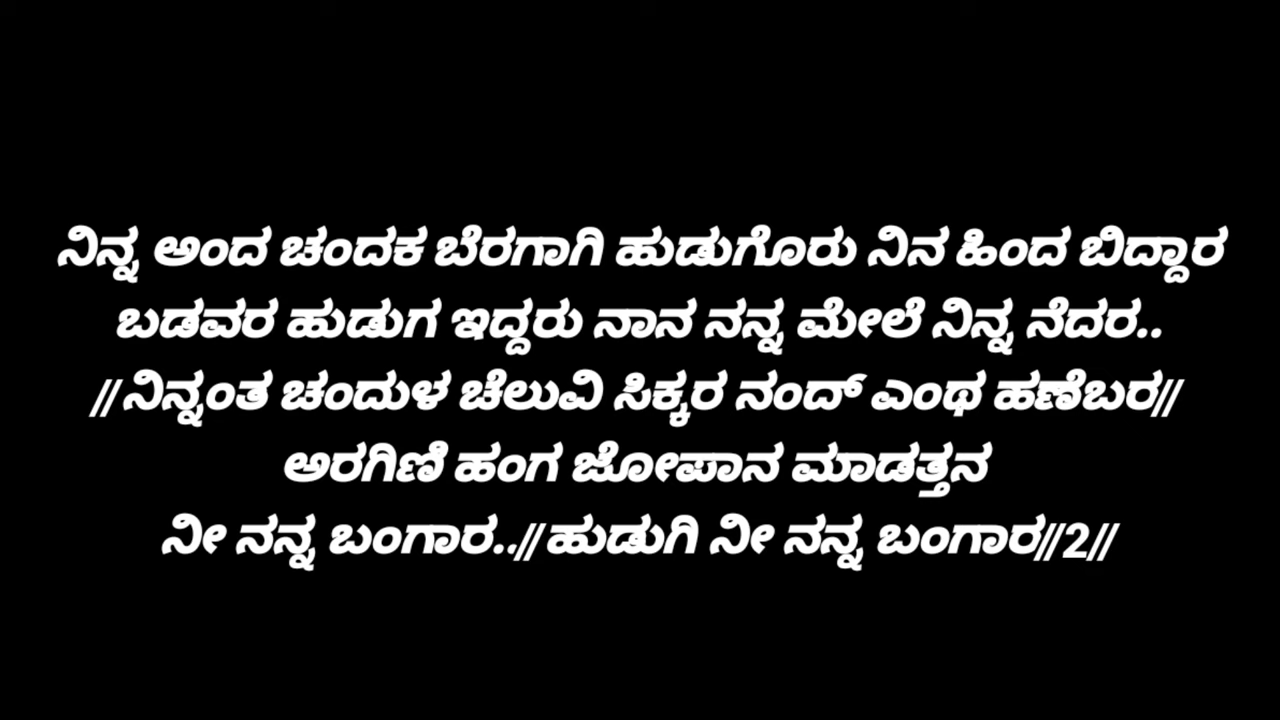 ನಿನ್ನ ಅಂದ ಚಂದಕ ಬೆರಗಾಗಿ ಹುಡುಗೊರು ನಿನ ಹಿಂದ ಬಿದ್ದಾರ
ಬಡವರ ಹುಡುಗ ಇದ್ದರು ನಾನ ನನ್ನ ಮೇಲೆ ನಿನ್ನ ನೆದರ..
//ನಿನ್ನಂತ ಚಂದುಳ ಚೆಲುವಿ ಸಿಕ್ಕರ ನಂದ್ ಎಂಥ ಹಣೆಬರ//
ಅರಗಿಣಿ ಹಂಗ ಜೋಪಾನ ಮಾಡತ್ತನ
ನೀ ನನ್ನ ಬಂಗಾರ..//ಹುಡುಗಿ ನೀ ನನ್ನ ಬಂಗಾರ//2//